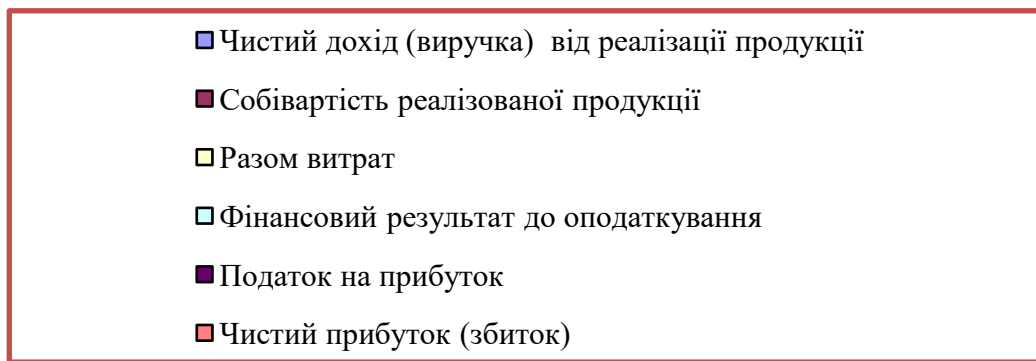 Чистий дохід (виручка) від реалізації продукції
Собівартість реалізованої продукції
Разом витрат
Фінансовий результат до оподаткування
Податок на прибуток
Чистий прибуток (збиток)